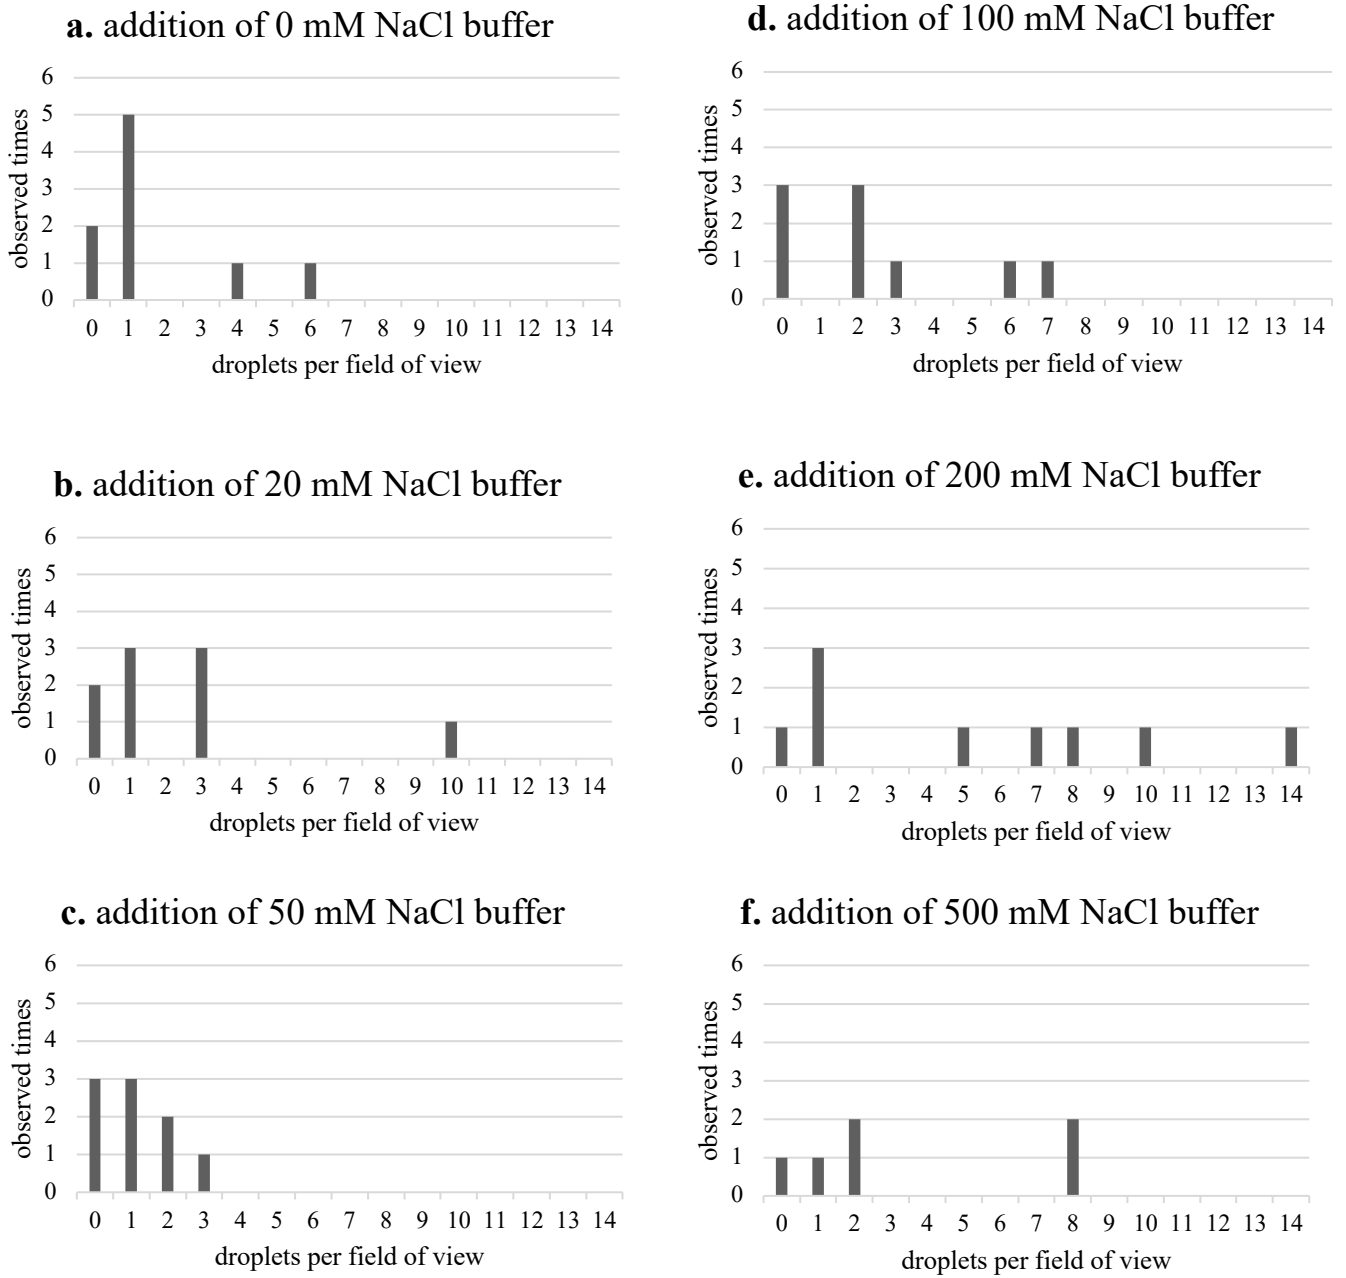 a. addition of 0 mM NaCl buffer
6
5
4
3
2
1
0
observed times
0 1 2 3 4 5 6 7 8 9 10 11 12 13 14
droplets per field of view
b. addition of 20 mM NaCl buffer
6
5
4
3
2
1
0
observed times
0 1 2 3 4 5 6 7 8 9 10 11 12 13 14
droplets per field of view
c. addition of 50 mM NaCl buffer
6
5
4
3
2
1
0
observed times
0 1 2 3 4 5 6 7 8 9 10 11 12 13 14
droplets per field of view
d. addition of 100 mM NaCl buffer
6
5
4
3
2
1
0
observed times
0 1 2 3 4 5 6 7 8 9 10 11 12 13 14
droplets per field of view
e. addition of 200 mM NaCl buffer
6
5
4
3
2
1
0
observed times
0 1 2 3 4 5 6 7 8 9 10 11 12 13 14
droplets per field of view
f. addition of 500 mM NaCl buffer
6
5
4
3
2
1
0
observed times
0 1 2 3 4 5 6 7 8 9 10 11 12 13 14
droplets per field of view